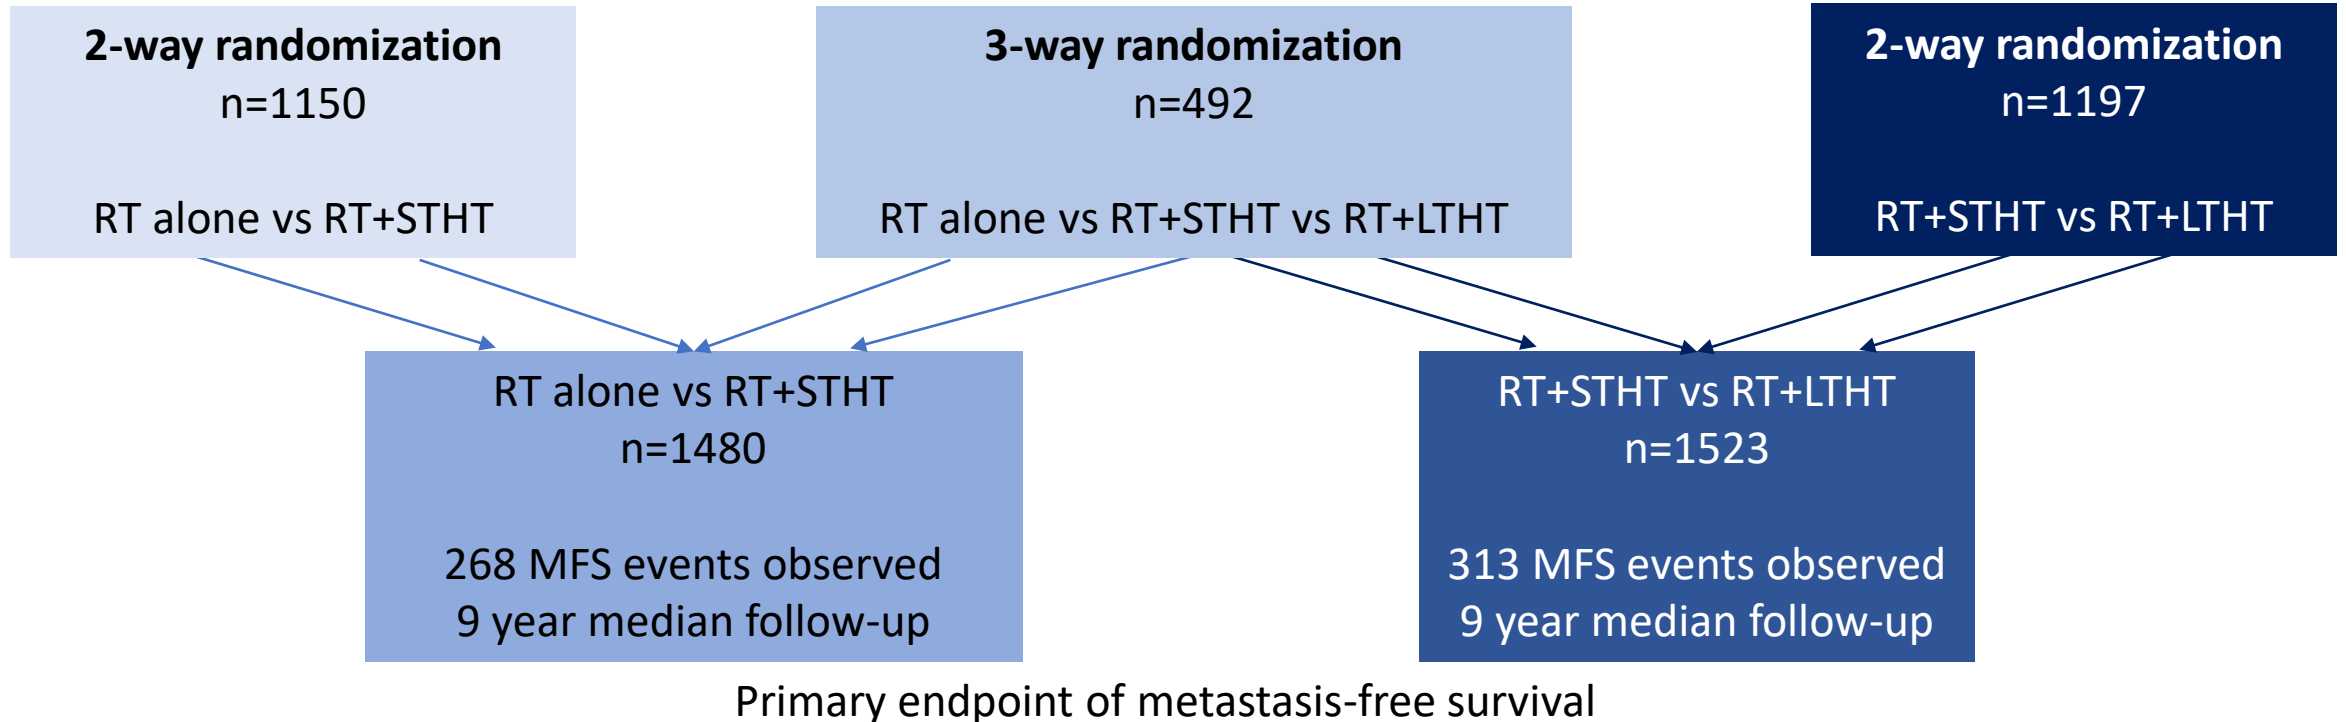 2-way randomization
n=1150
RT alone vs RT+STHT
3-way randomization
n=492
RT alone vs RT+STHT vs RT+LTHT
2-way randomization
n=1197
RT+STHT vs RT+LTHT
RT alone vs RT+STHT
n=1480
268 MFS events observed
9 year median follow-up
RT+STHT vs RT+LTHT
n=1523
313 MFS events observed
9 year median follow-up
Primary endpoint of metastasis-free survival